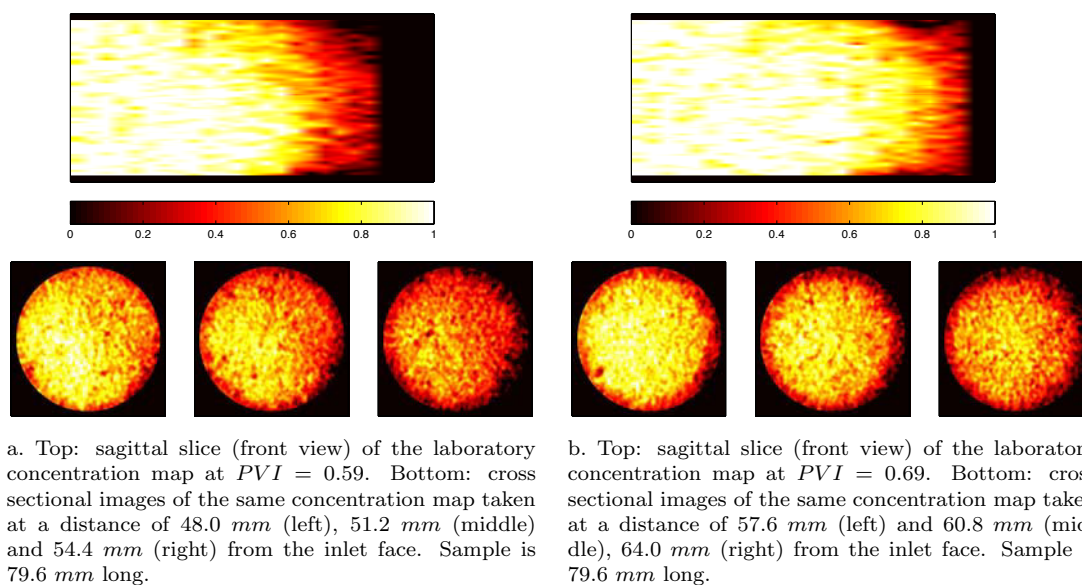 0 0.2 0.4 0.6 0.8 1
0 0.2 0.4 0.6 0.8 1
a. Top: sagittal slice (front view) of the laboratory
concentration map at PVI = 0.59. Bottom: cross
sectional images of the same concentration map taken
at a distance of 48.0 mm (left), 51.2 mm (middle)
and 54.4 mm (right) from the inlet face. Sample is
79.6 mm long.
b. Top: sagittal slice (front view) of the laborator
concentration map at PVI = 0.69. Bottom: cros
sectional images of the same concentration map take
at a distance of 57.6 mm (left) and 60.8 mm (mid
dle), 64.0 mm (right) from the inlet face. Sample
79.6 mm long.